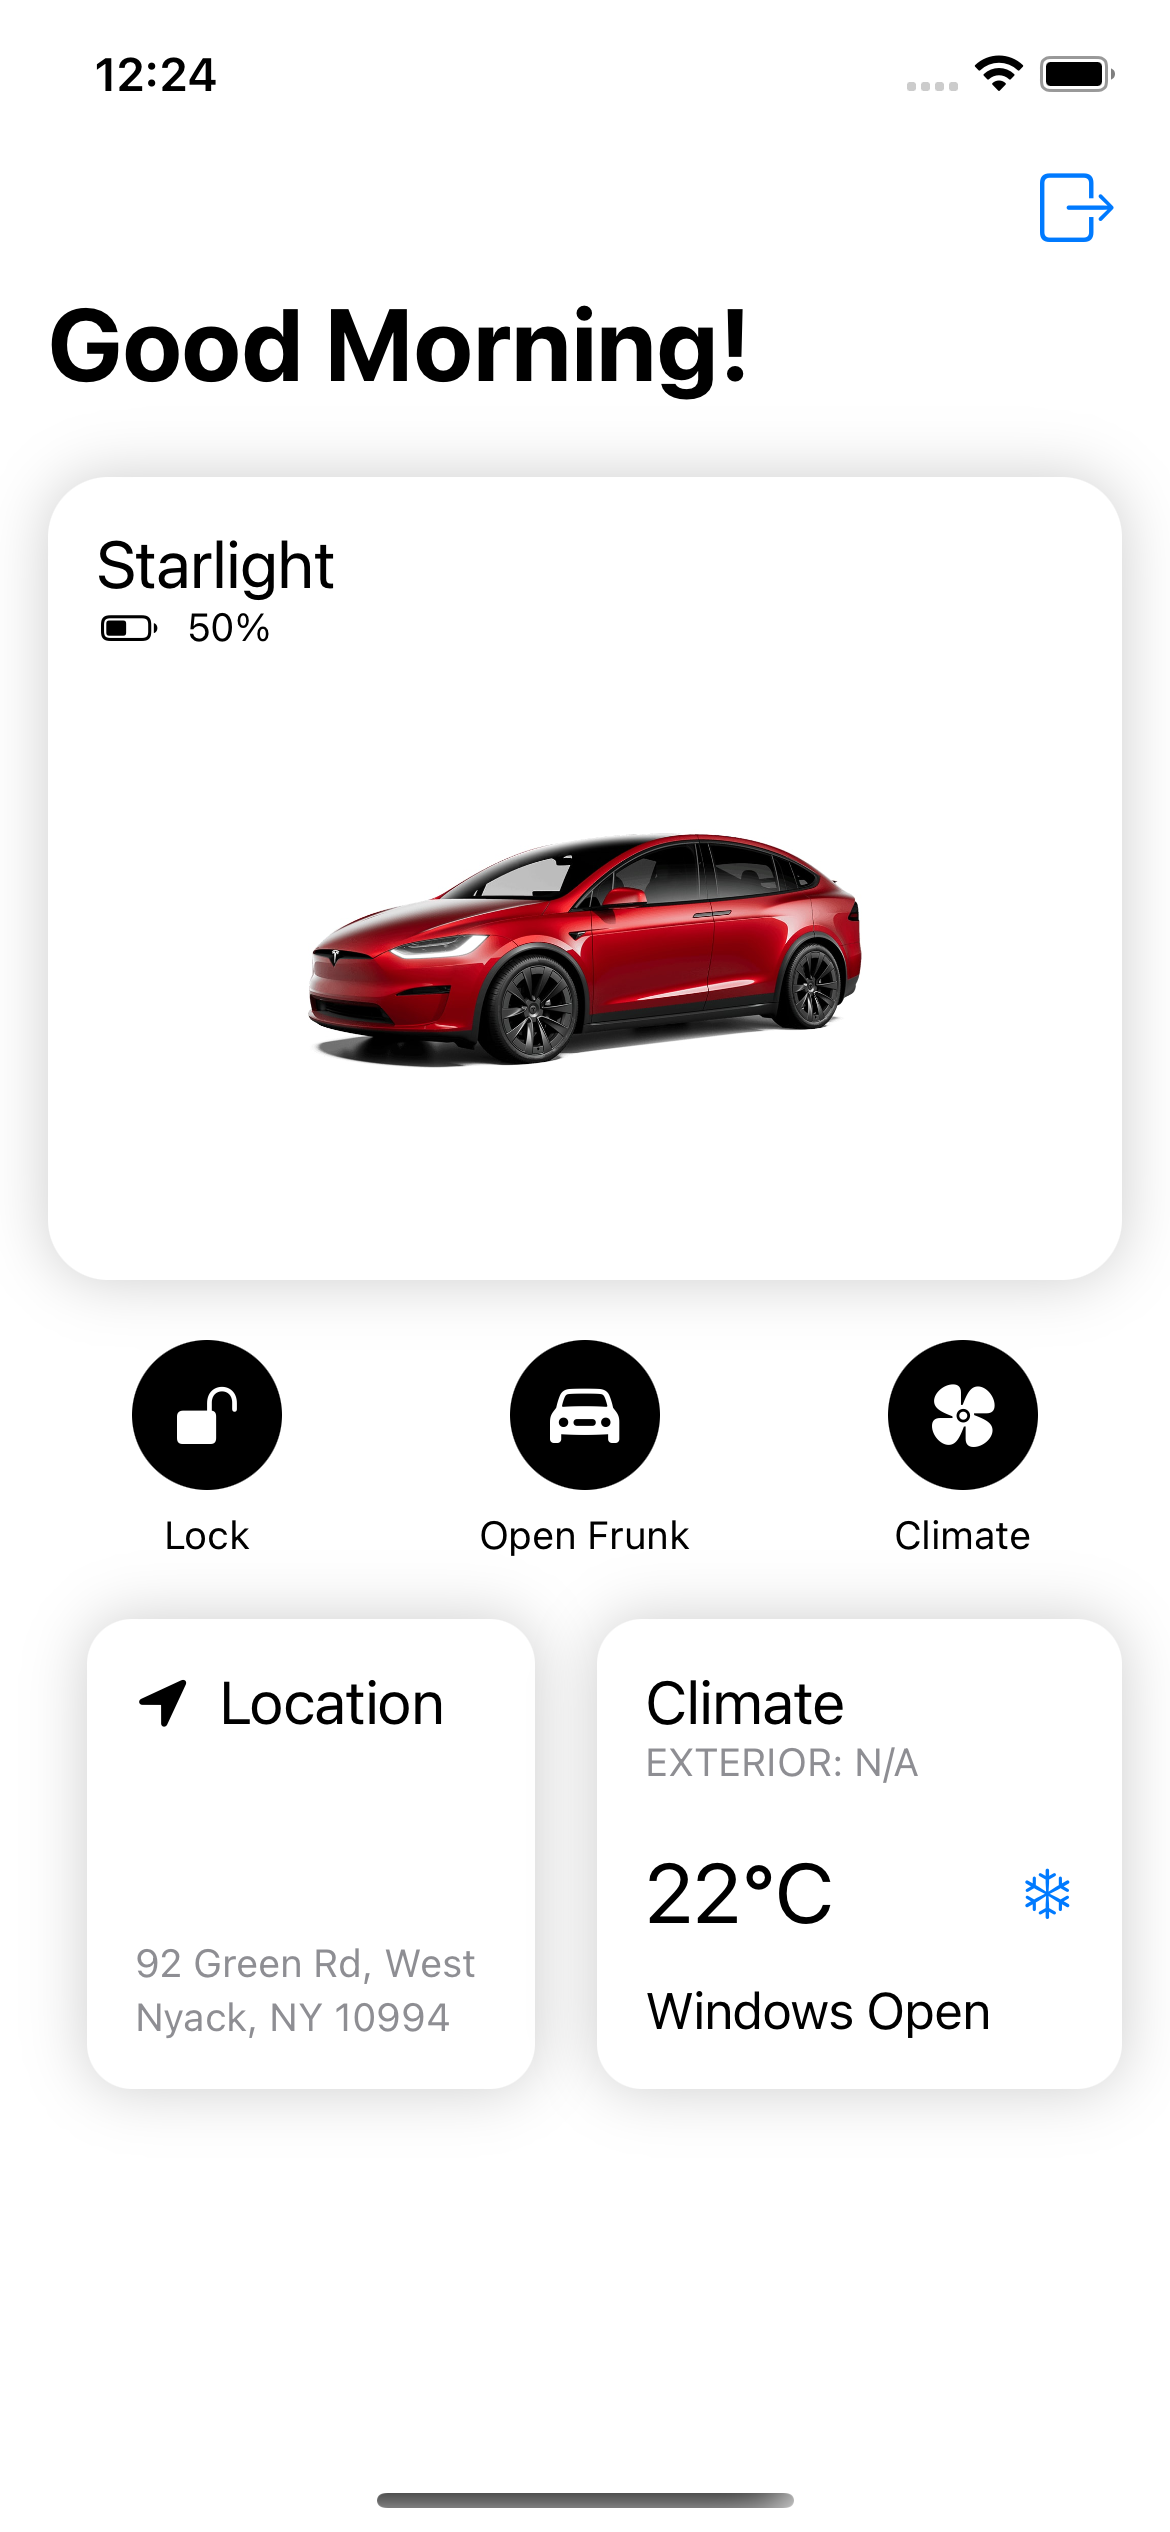 12:24
Good Morning!
Starlight
50%
Lock
Open Frunk
Climate
Location
92 Green Rd, West
Nyack, NY 10994
Climate
EXTERIOR: N/A
22°C
Windows Open